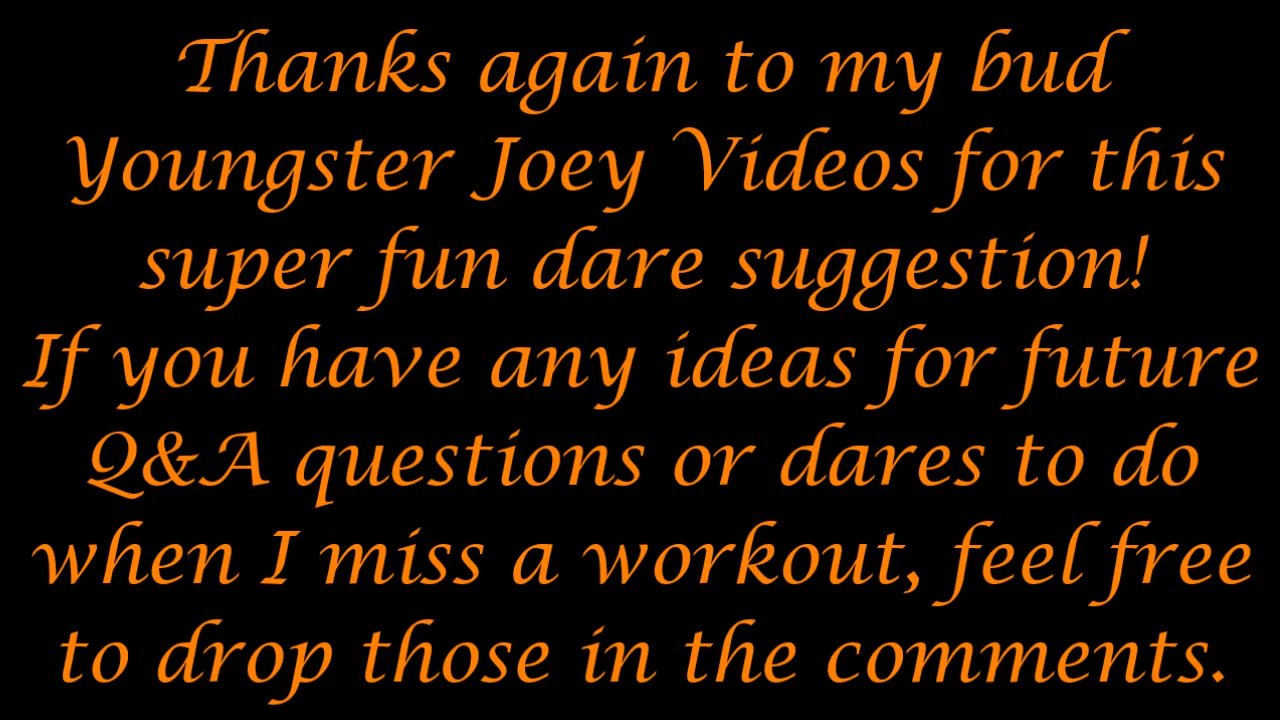 Thanks again to my bud
Youngster Joey Videos for this
super fun dare suggestion!
If you have any ideas for future
Q&A questions or dares to do
when I miss a workout, feel free
to drop those in the comments.